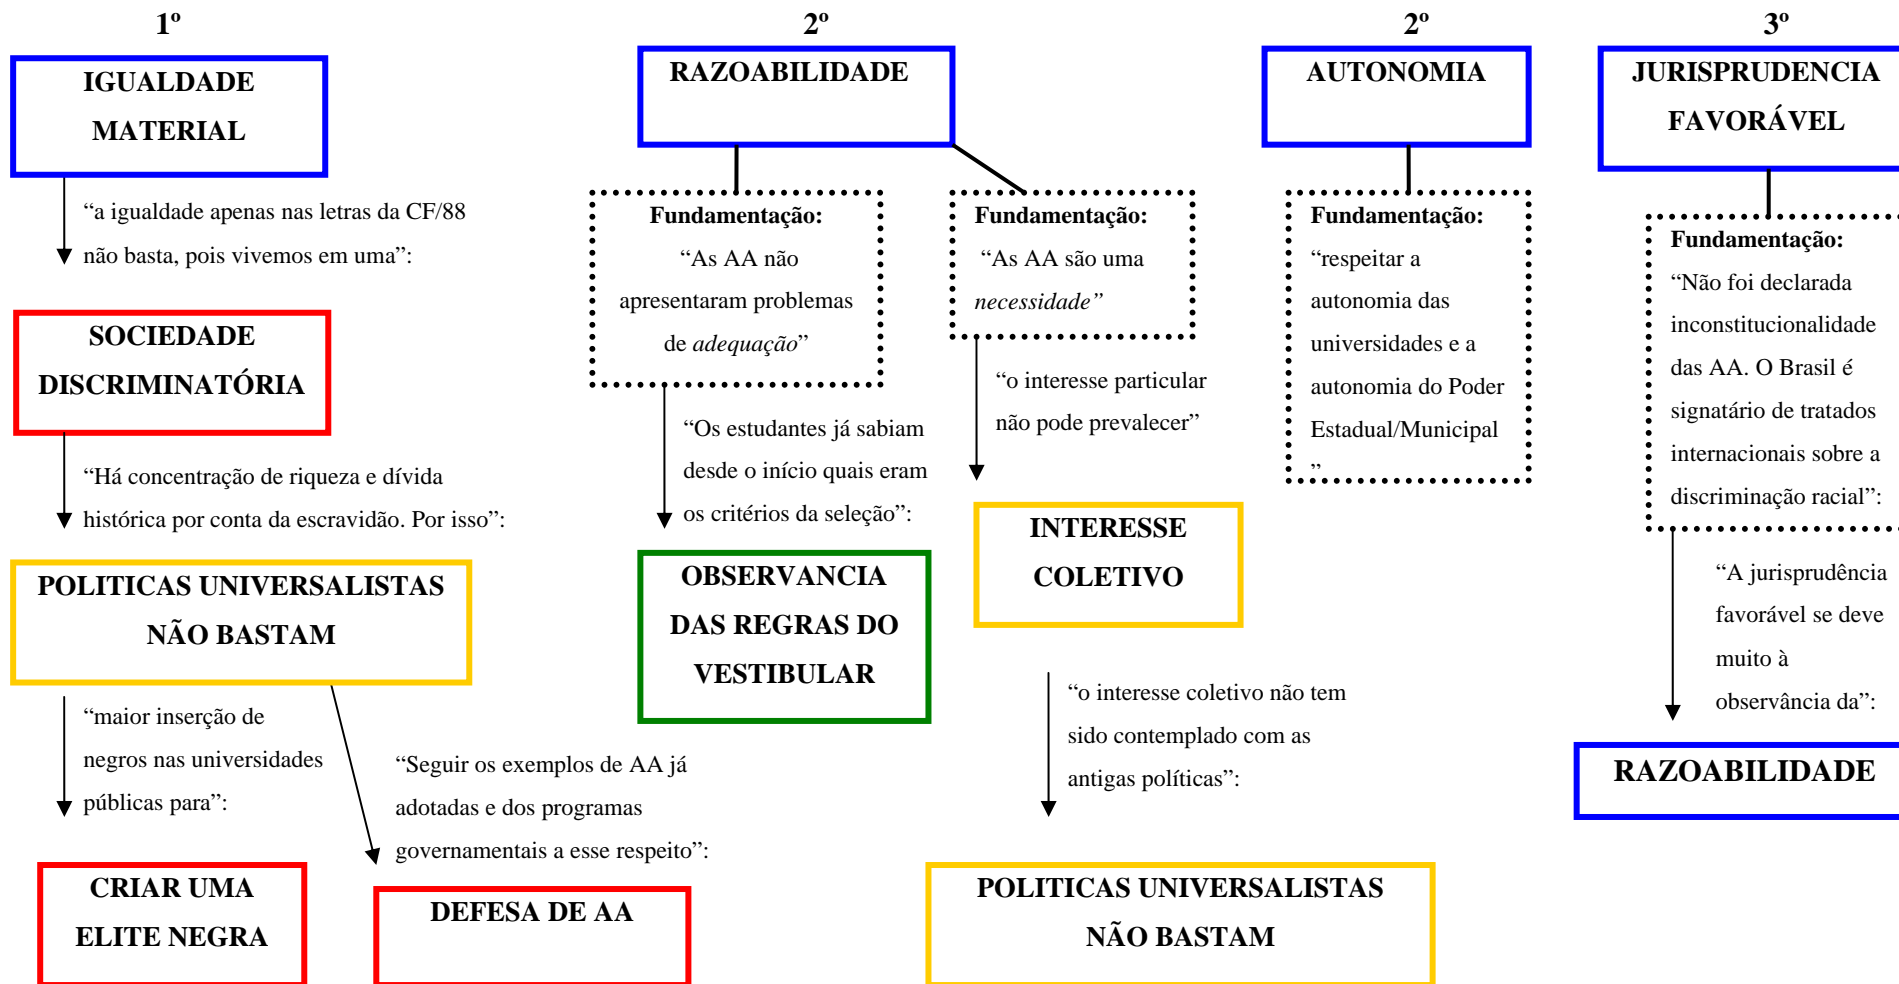 1º
IGUALDADE
MATERIAL
“a igualdade apenas nas letras da CF/88
não basta, pois vivemos em uma”:
SOCIEDADE
DISCRIMINATÓRIA
“Há concentração de riqueza e dívida
histórica por conta da escravidão. Por isso”:
POLITICAS UNIVERSALISTAS
NÃO BASTAM
“maior inserção de
negros nas universidades
públicas para”:
“Seguir os exemplos de AA já
adotadas e dos programas
governamentais a esse respeito”:
CRIAR UMA
ELITE NEGRA
DEFESA DE AA
2º
RAZOABILIDADE
Fundamentação:
“As AA não
apresentaram problemas
de adequação”
“Os estudantes já sabiam
desde o início quais eram
os critérios da seleção”:
OBSERVANCIA
DAS REGRAS DO
VESTIBULAR
Fundamentação:
“As AA são uma
necessidade”
“o interesse particular
não pode prevalecer”
INTERESSE
COLETIVO
“o interesse coletivo não tem
sido contemplado com as
antigas políticas”:
POLITICAS UNIVERSALISTAS
NÃO BASTAM
2º
AUTONOMIA
Fundamentação:
“respeitar a
autonomia das
universidades e a
autonomia do Poder
Estadual/Municipal
”
3º
JURISPRUDENCIA
FAVORÁVEL
Fundamentação:
“Não foi declarada
inconstitucionalidade
das AA. O Brasil é
signatário de tratados
internacionais sobre a
discriminação racial”:
“A jurisprudência
favorável se deve
muito à
observância da”:
RAZOABILIDADE